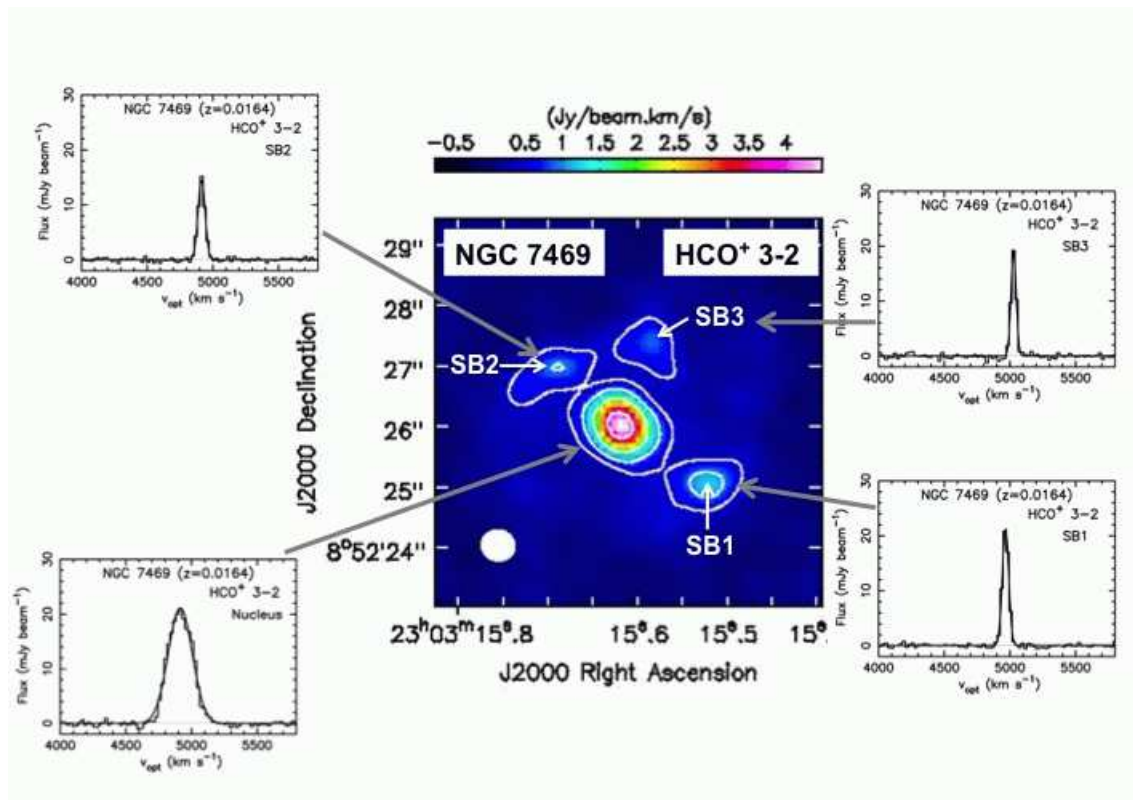 NGC 7469 (z=0.0164)
HCO⁺ 3-2
SB2
30
20
10
0
Flux (mJy beam⁻¹)
4000 4500 5000 5500
v_opt (km s⁻¹)
(Jy/beam.km/s)
-0.5 0.5 1 1.5 2 2.5 3 3.5 4
NGC 7469 HCO⁺ 3-2
SB3
SB2
SB1
29"
28"
27"
26"
25"
8°52'24"
J2000 Declination
23ʰ03ᵐ15ˢ.8 15ˢ.6 15ˢ.5 15ˢ.
J2000 Right Ascension
NGC 7469 (z=0.0164)
HCO⁺ 3-2
SB3
30
20
10
0
Flux (mJy beam⁻¹)
4000 4500 5000 5500
v_opt (km s⁻¹)
NGC 7469 (z=0.0164)
HCO⁺ 3-2
Nucleus
30
20
10
0
Flux (mJy beam⁻¹)
4000 4500 5000 5500
v_opt (km s⁻¹)
NGC 7469 (z=0.0164)
HCO⁺ 3-2
SB1
30
20
10
0
Flux (mJy beam⁻¹)
4000 4500 5000 5500
v_opt (km s⁻¹)